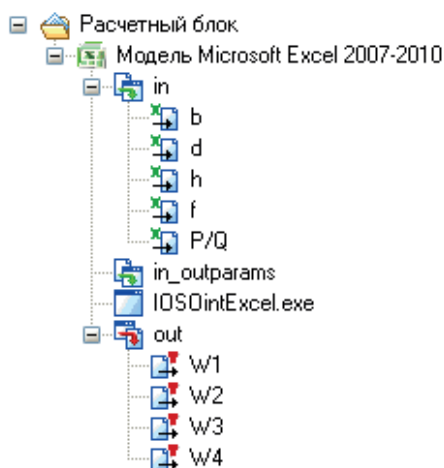 Расчетный блок
Модель Microsoft Excel 2007-2010
in
b
d
h
f
P/Q
in_outparams
IOSOintExcel.exe
out
W1
W2
W3
W4